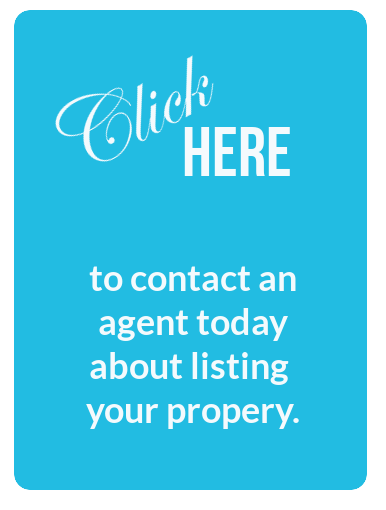 Click
HERE
to contact an
agent today
about listing
your propery.